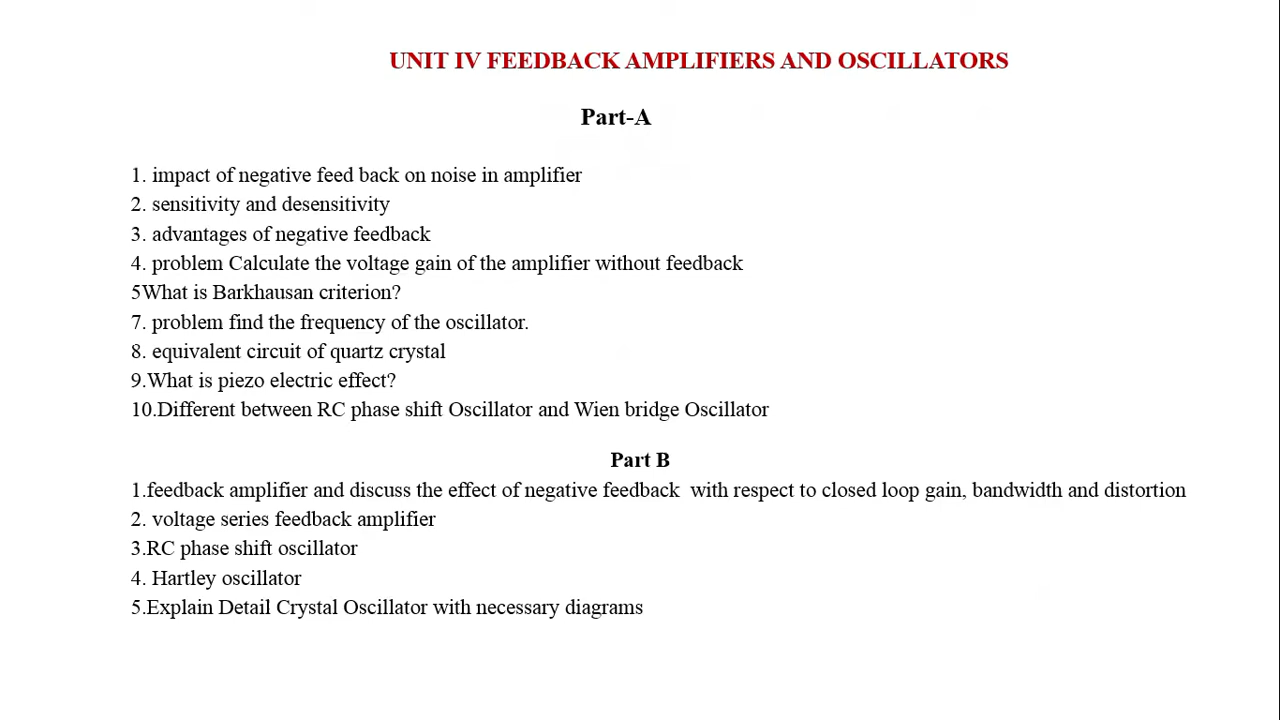 UNIT IV FEEDBACK AMPLIFIERS AND OSCILLATORS
Part-A
1. impact of negative feed back on noise in amplifier
2. sensitivity and desensitivity
3. advantages of negative feedback
4. problem Calculate the voltage gain of the amplifier without feedback
5What is Barkhausan criterion?
7. problem find the frequency of the oscillator.
8. equivalent circuit of quartz crystal
9.What is piezo electric effect?
10.Different between RC phase shift Oscillator and Wien bridge Oscillator
Part B
1.feedback amplifier and discuss the effect of negative feedback  with respect to closed loop gain, bandwidth and distortion
2. voltage series feedback amplifier
3.RC phase shift oscillator
4. Hartley oscillator
5.Explain Detail Crystal Oscillator with necessary diagrams